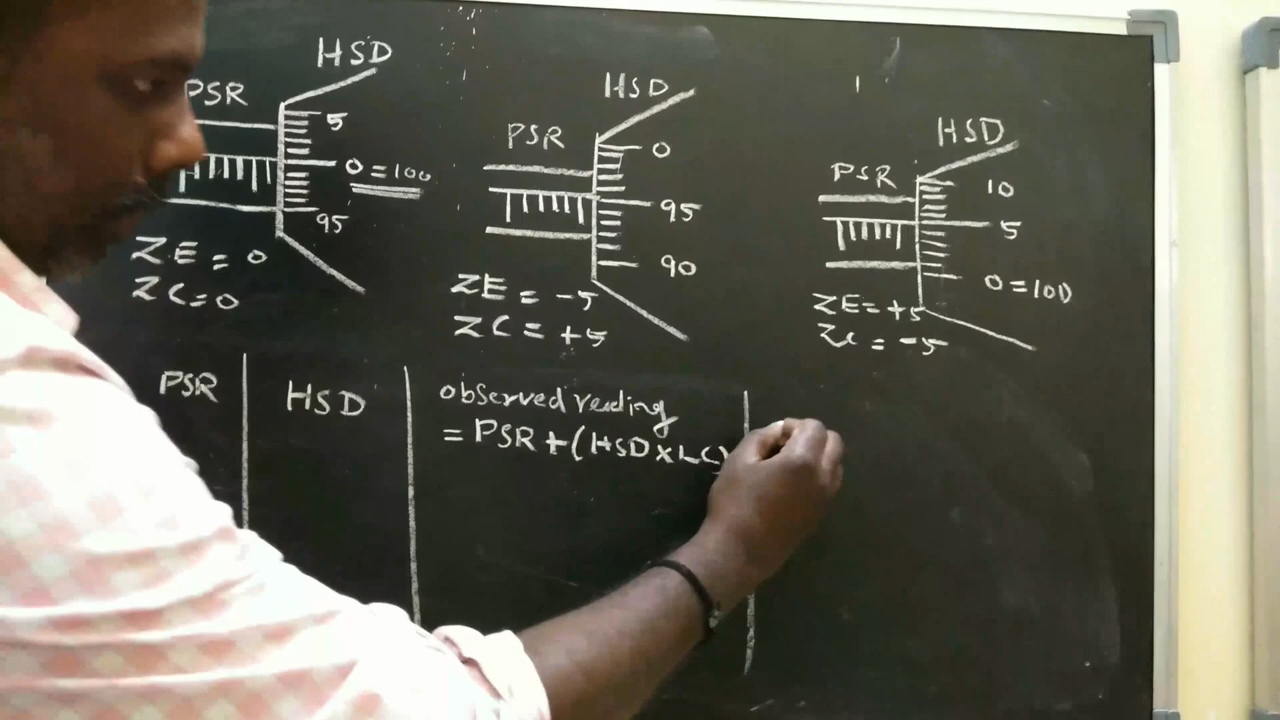 HSD
PSR
5
0 = 100
95
ZE = 0
ZC = 0
HSD
PSR
0
95
90
ZE = -5
ZC = +5
HSD
PSR
10
5
0 = 100
ZE = +5
ZC = -5
PSR
HSD
observed reading
= PSR + (HSD X LC)